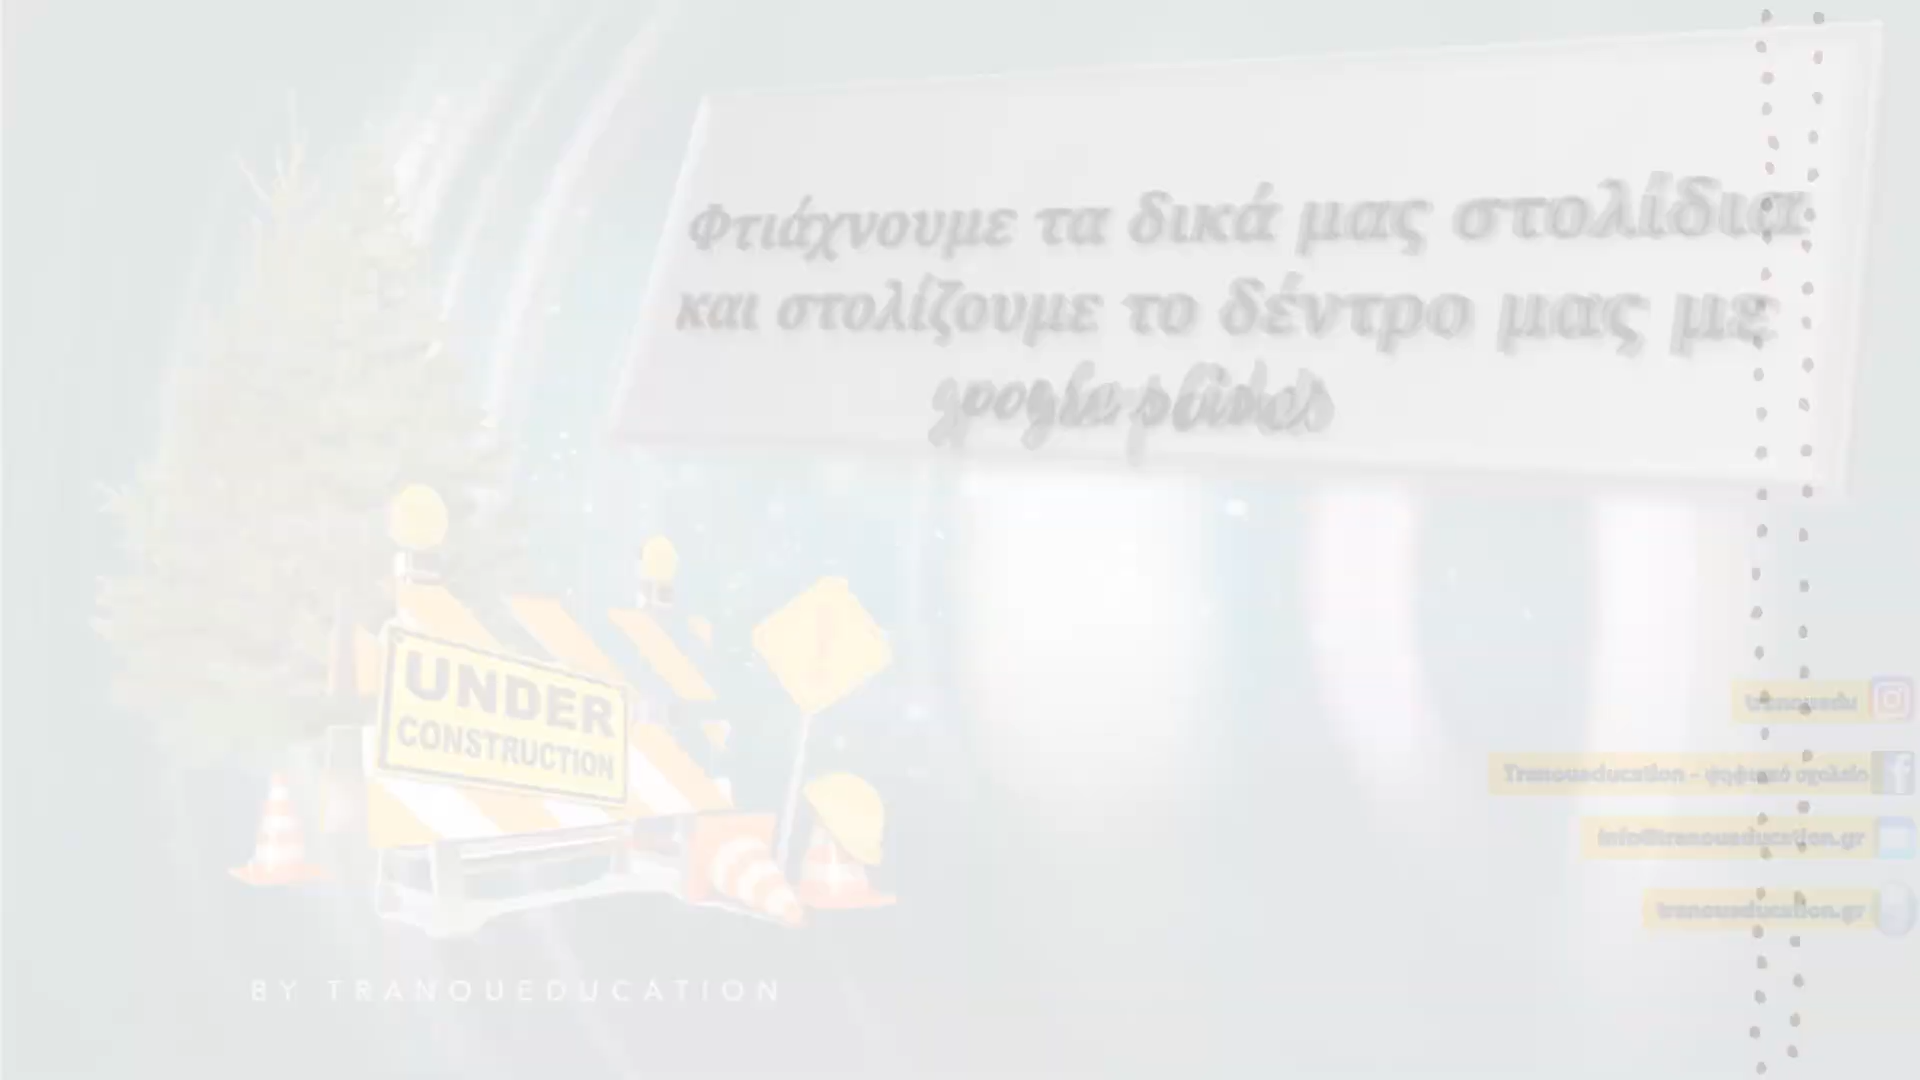 Φτιάχνουμε τα δικά μας στολίδια
και στολίζουμε το δέντρο μας με
google slides
UNDER
CONSTRUCTION
tranouedu
Tranoueducation - ψηφιακό σχολείο
info@tranoueducation.gr
tranoueducation.gr
BY TRANOUEDUCATION